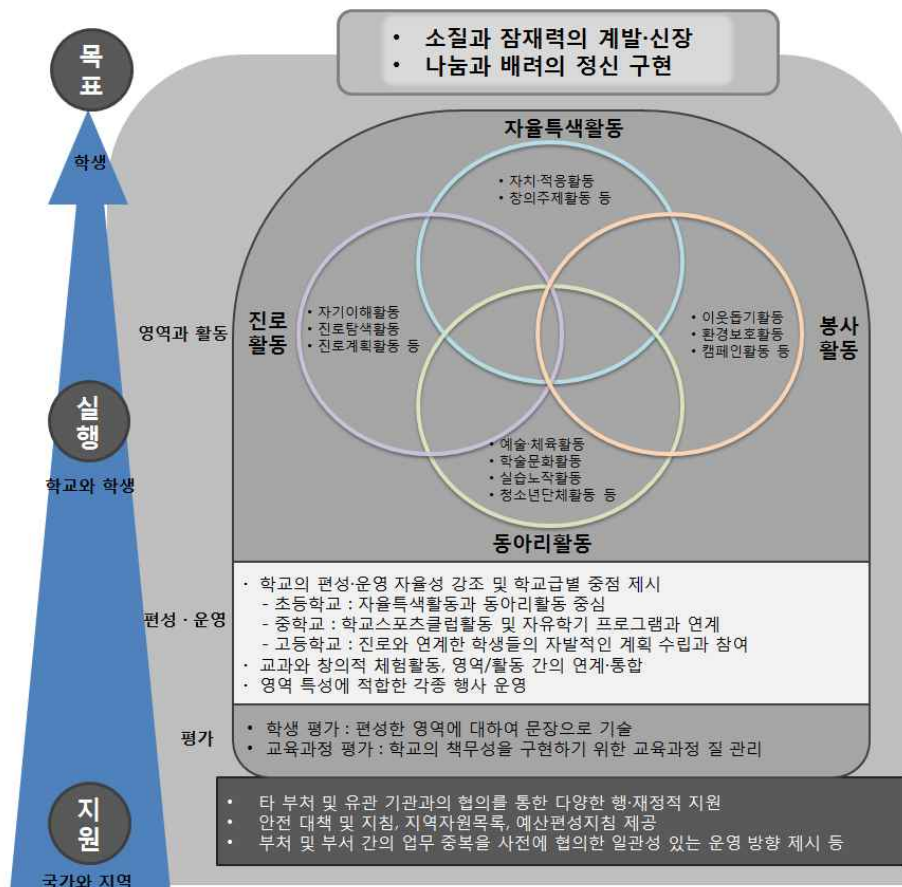 목
표
• 소질과 잠재력의 계발·신장
• 나눔과 배려의 정신 구현
학생
자율특색활동
• 자치·적응활동
• 창의주제활동 등
영역과 활동
진로
활동
• 자기이해활동
• 진로탐색활동
• 진로계획활동 등
• 이웃돕기활동
• 환경보호활동
• 캠페인활동 등
봉사
활동
실
행
학교와 학생
• 예술·체육활동
• 학술문화활동
• 실습노작활동
• 청소년단체활동 등
동아리활동
편성·운영
· 학교의 편성·운영 자율성 강조 및 학교급별 중점 제시
- 초등학교 : 자율특색활동과 동아리활동 중심
- 중학교 : 학교스포츠클럽활동 및 자유학기 프로그램과 연계
- 고등학교 : 진로와 연계한 학생들의 자발적인 계획 수립과 참여
· 교과와 창의적 체험활동, 영역/활동 간의 연계·통합
· 영역 특성에 적합한 각종 행사 운영
평가
• 학생 평가 : 편성한 영역에 대하여 문장으로 기술
• 교육과정 평가 : 학교의 책무성을 구현하기 위한 교육과정 질 관리
지
원
국가와 지역
• 타 부처 및 유관 기관과의 협의를 통한 다양한 행·재정적 지원
• 안전 대책 및 지침, 지역자원목록, 예산편성지침 제공
• 부처 및 부서 간의 업무 중복을 사전에 협의한 일관성 있는 운영 방향 제시 등